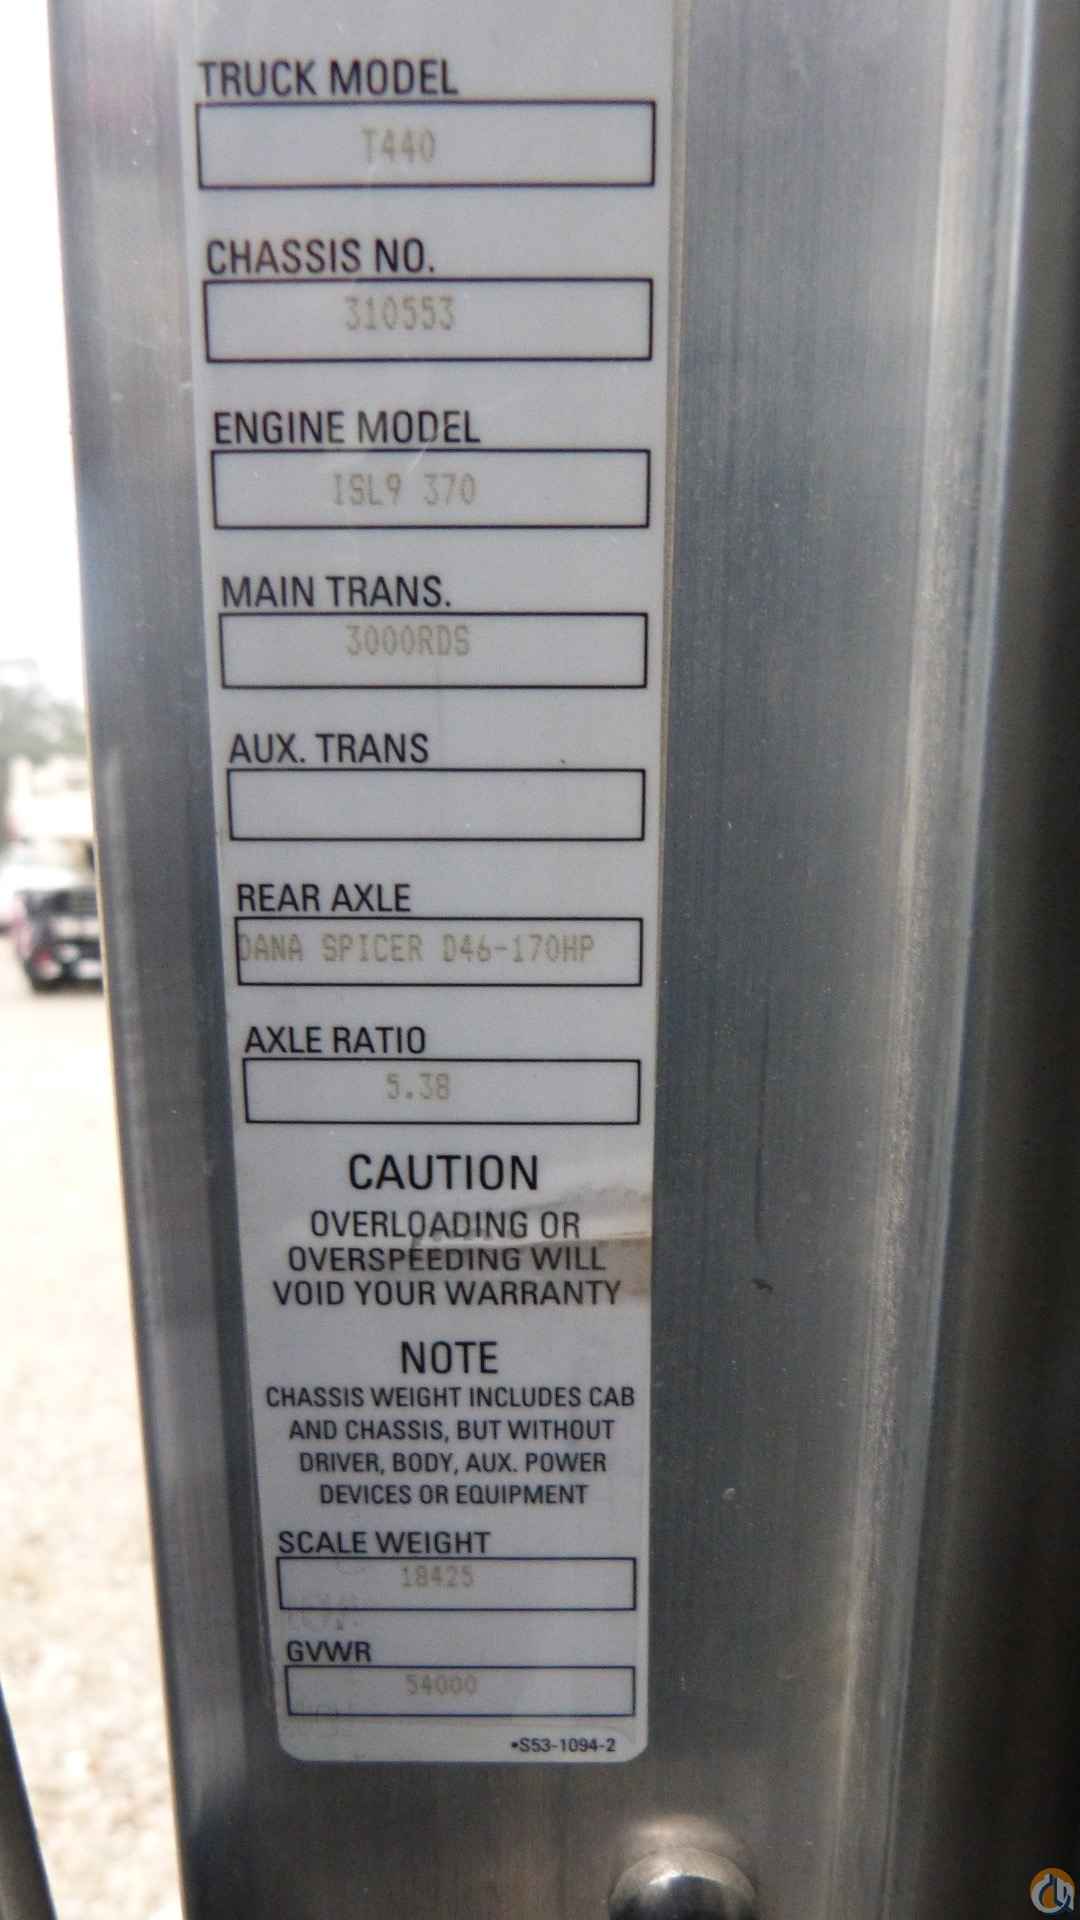 TRUCK MODEL
T440
CHASSIS NO.
310553
ENGINE MODEL
ISL9 370
MAIN TRANS.
3000RDS
AUX. TRANS
REAR AXLE
DANA SPICER D46-170HP
AXLE RATIO
5.38
CAUTION
OVERLOADING OR
OVERSPEEDING WILL
VOID YOUR WARRANTY
NOTE
CHASSIS WEIGHT INCLUDES CAB
AND CHASSIS, BUT WITHOUT
DRIVER, BODY, AUX. POWER
DEVICES OR EQUIPMENT
SCALE WEIGHT
18425
GVWR
54000
•S53-1094-2